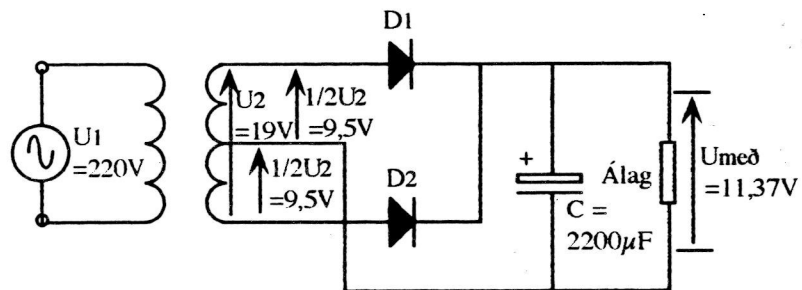 D1
U1
=220V
U2
=19V
1/2U2
=9,5V
1/2U2
=9,5V
D2
+
C =
2200µF
Álag
Umeð
=11,37V